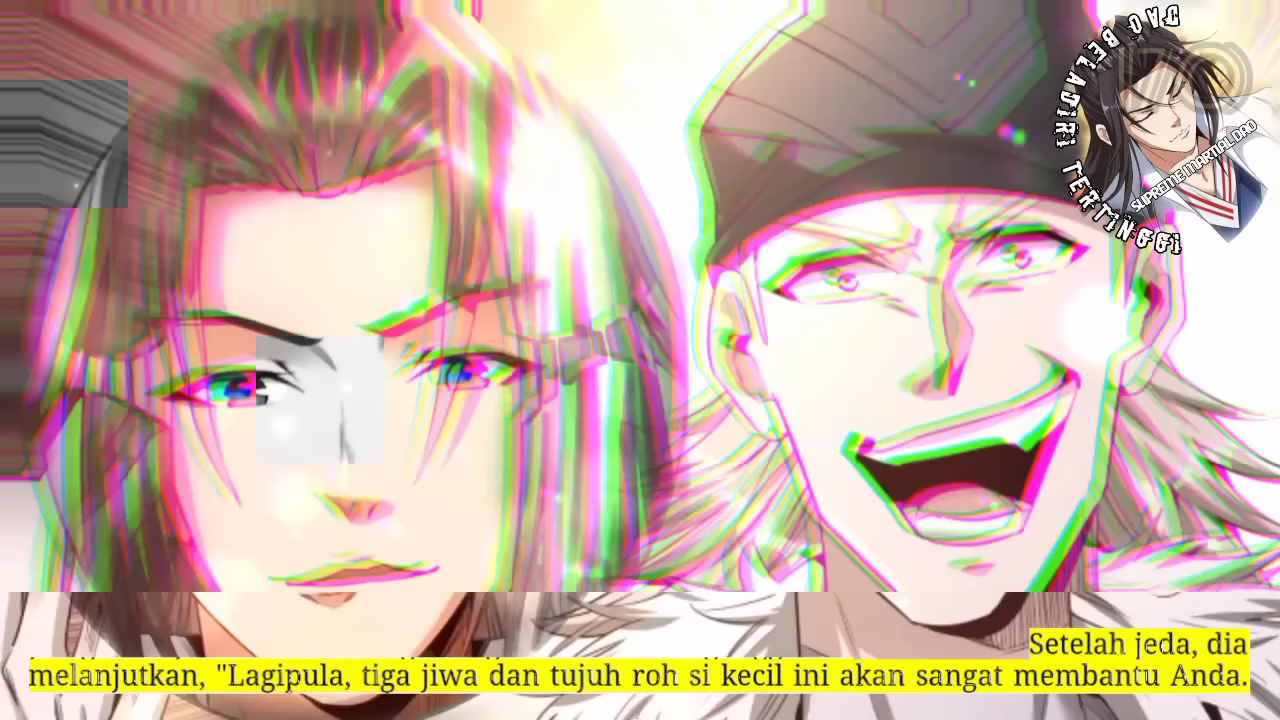 DAO BELADIRI TERTINGGI
SUPREME MARTIAL DAO
Setelah jeda, dia
melanjutkan, "Lagipula, tiga jiwa dan tujuh roh si kecil ini akan sangat membantu Anda.